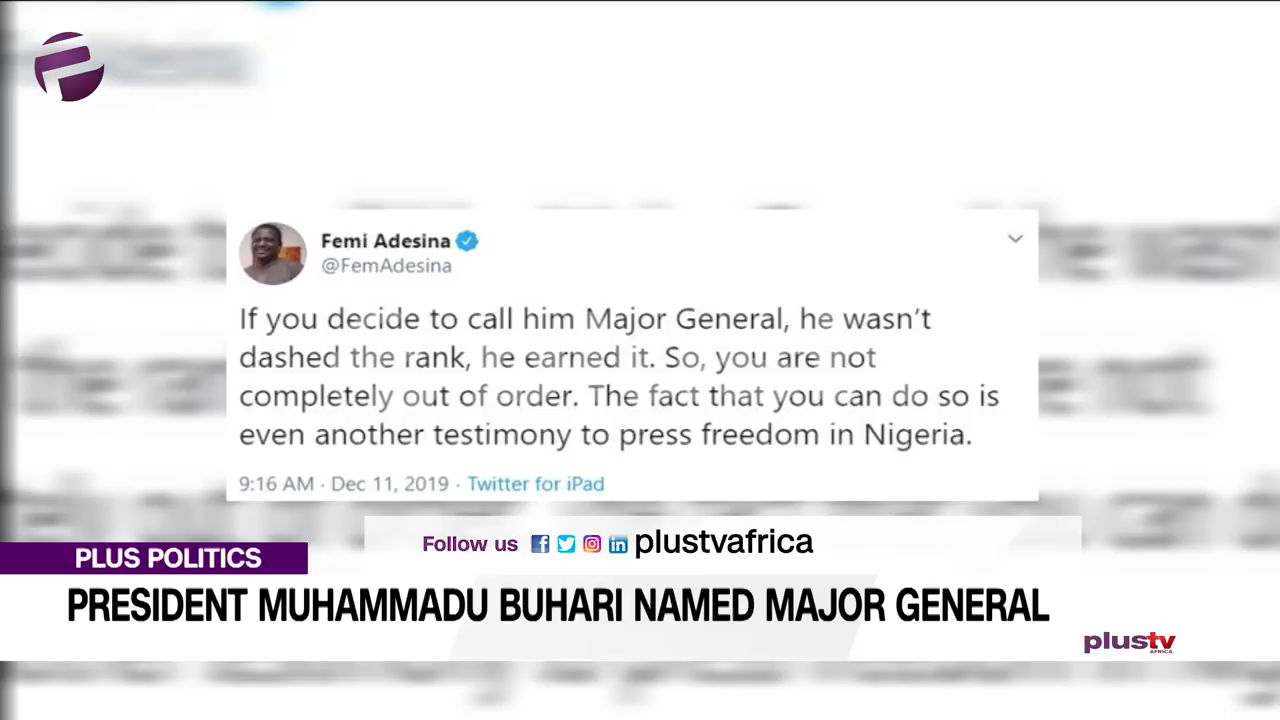 Femi Adesina
@FemAdesina
If you decide to call him Major General, he wasn’t
dashed the rank, he earned it. So, you are not
completely out of order. The fact that you can do so is
even another testimony to press freedom in Nigeria.
9:16 AM · Dec 11, 2019 · Twitter for iPad
Follow us plustvafrica
PLUS POLITICS
PRESIDENT MUHAMMADU BUHARI NAMED MAJOR GENERAL
plustv
AFRICA